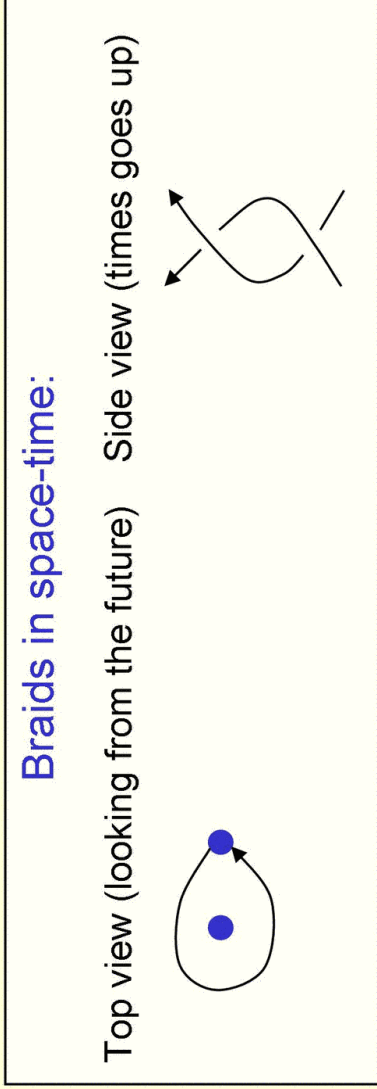 Braids in space-time:
Top view (looking from the future) Side view (times goes up)